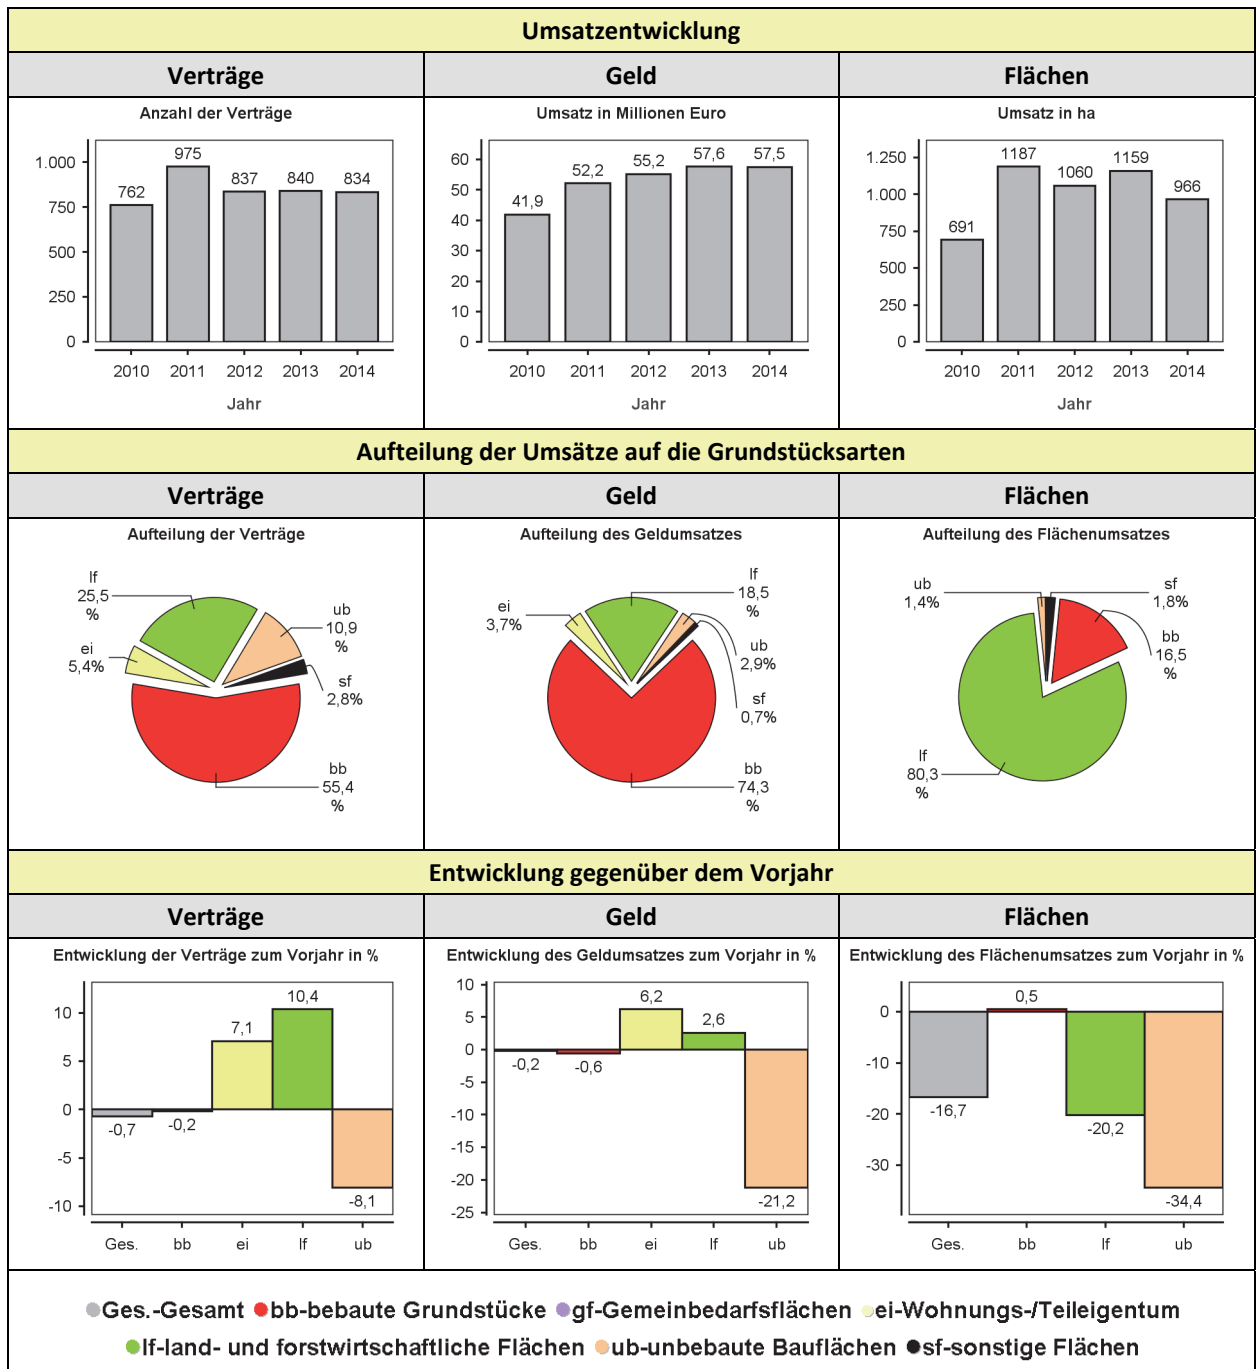 Umsatzentwicklung
Verträge
Geld
Flächen
Anzahl der Verträge
1.000
750
500
250
0
762
975
837
840
834
2010 2011 2012 2013 2014
Jahr
Umsatz in Millionen Euro
60
50
40
30
20
10
0
41,9
52,2
55,2
57,6
57,5
2010 2011 2012 2013 2014
Jahr
Umsatz in ha
1.250
1.000
750
500
250
0
691
1187
1060
1159
966
2010 2011 2012 2013 2014
Jahr
Aufteilung der Umsätze auf die Grundstücksarten
Verträge
Geld
Flächen
Aufteilung der Verträge
lf
25,5
%
ub
10,9
%
ei
5,4%
sf
2,8%
bb
55,4
%
Aufteilung des Geldumsatzes
lf
18,5
%
ei
3,7%
ub
2,9%
sf
0,7%
bb
74,3
%
Aufteilung des Flächenumsatzes
ub
1,4%
sf
1,8%
bb
16,5
%
lf
80,3
%
Entwicklung gegenüber dem Vorjahr
Verträge
Geld
Flächen
Entwicklung der Verträge zum Vorjahr in %
10
5
0
-5
-10
-0,7
-0,2
7,1
10,4
-8,1
Ges. bb ei lf ub
Entwicklung des Geldumsatzes zum Vorjahr in %
10
5
0
-5
-10
-15
-20
-25
-0,2
-0,6
6,2
2,6
-21,2
Ges. bb ei lf ub
Entwicklung des Flächenumsatzes zum Vorjahr in %
0
-10
-20
-30
-16,7
0,5
-20,2
-34,4
Ges. bb lf ub
Ges.-Gesamt bb-bebaute Grundstücke gf-Gemeinbedarfsflächen ei-Wohnungs-/Teileigentum
lf-land- und forstwirtschaftliche Flächen ub-unbebaute Bauflächen sf-sonstige Flächen